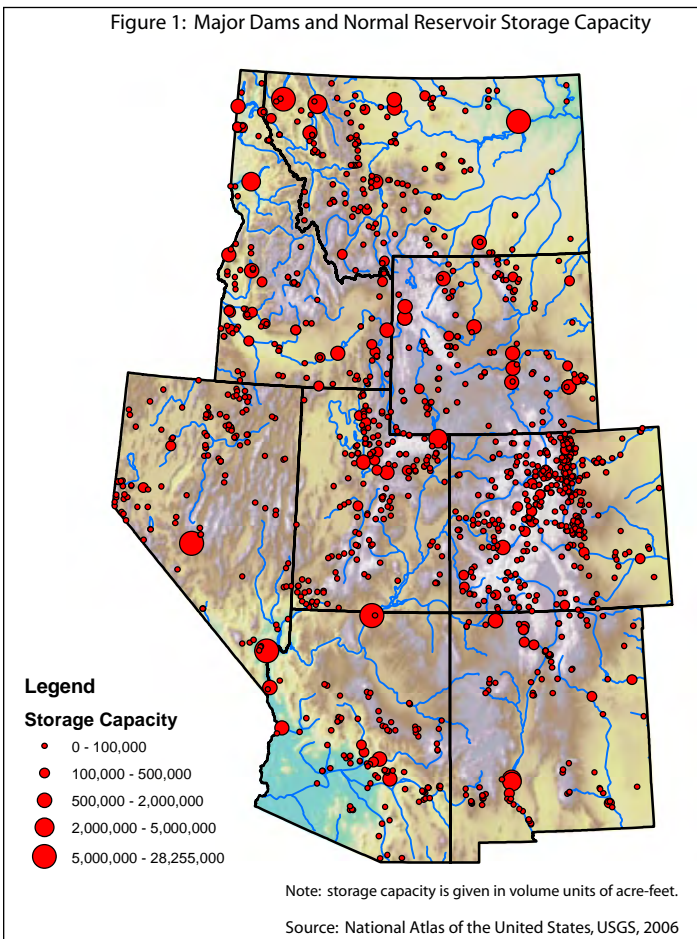 Figure 1: Major Dams and Normal Reservoir Storage Capacity
Legend
Storage Capacity
0 - 100,000
100,000 - 500,000
500,000 - 2,000,000
2,000,000 - 5,000,000
5,000,000 - 28,255,000
Note: storage capacity is given in volume units of acre-feet.
Source: National Atlas of the United States, USGS, 2006